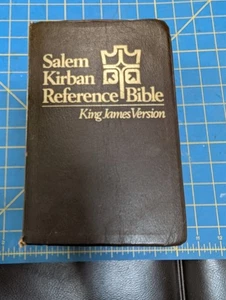 Salem
Kirban
Reference Bible
King James Version